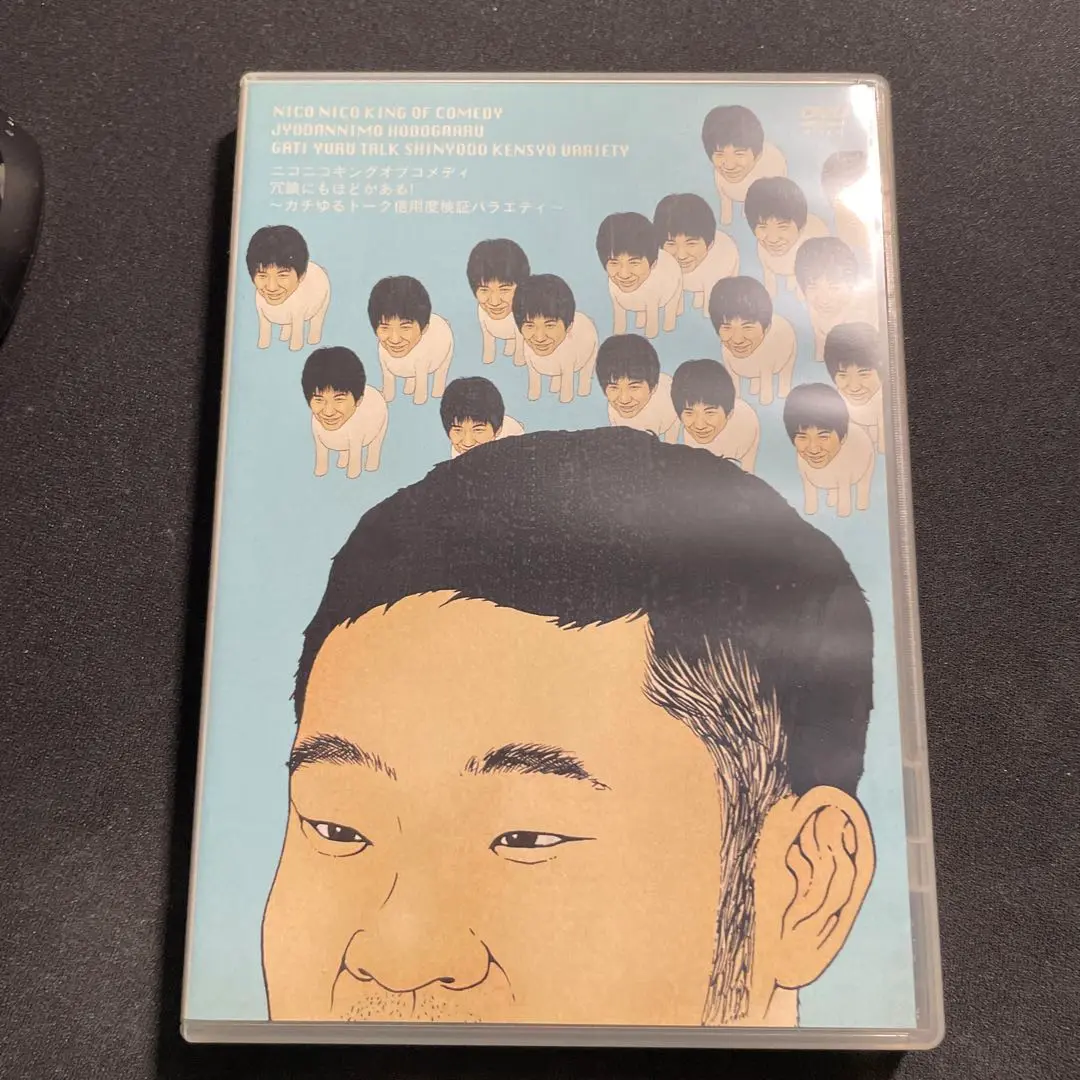 NICO NICO KING OF COMEDY
JYODANNIMO HODOGAARU
GATI YURU TALK SHINYODO KENSYO VARIETY
ニコニコキングオブコメディ
冗談にもほどがある!
〜ガチゆるトーク信用度検証バラエティ〜
DVD